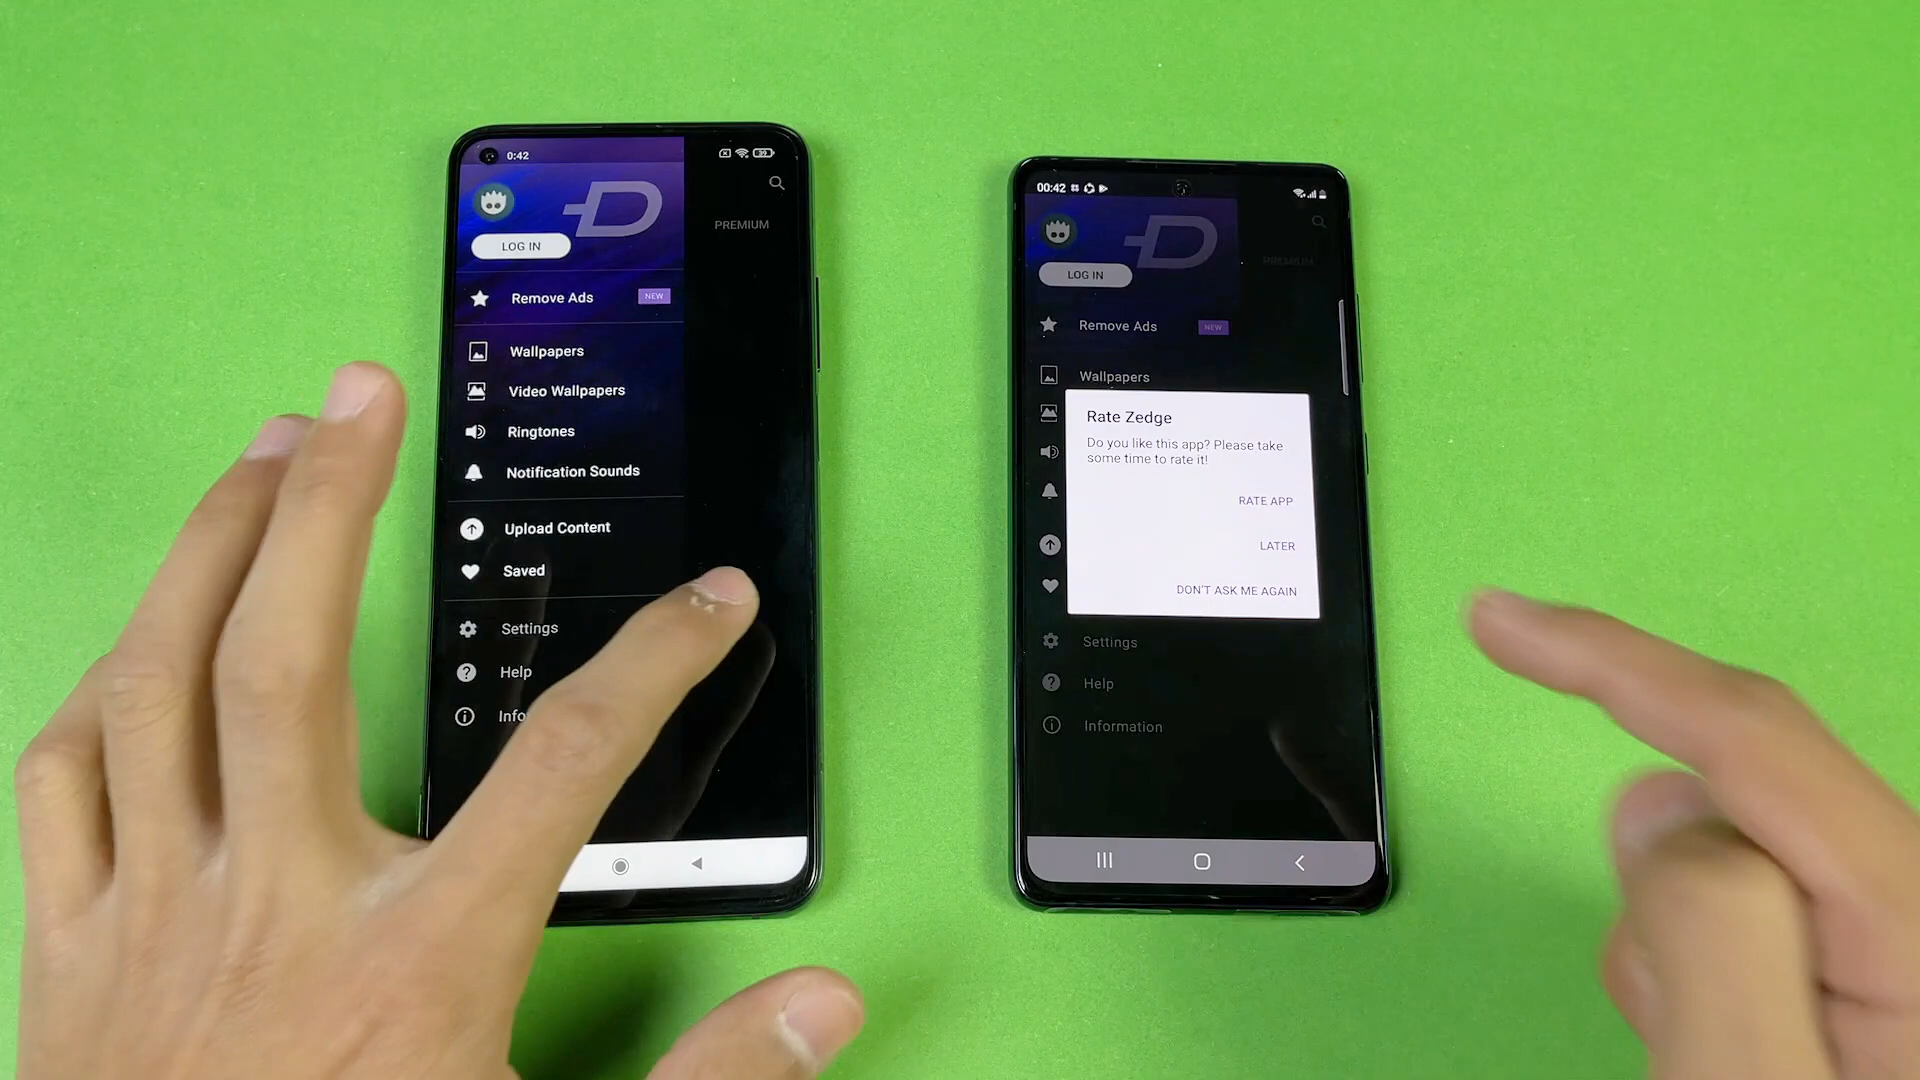 0:42
39
LOG IN
PREMIUM
Remove Ads NEW
Wallpapers
Video Wallpapers
Ringtones
Notification Sounds
Upload Content
Saved
Settings
Help
Info
00:42
LOG IN
PREMIUM
Remove Ads NEW
Wallpapers
Rate Zedge
Do you like this app? Please take
some time to rate it!
RATE APP
LATER
DON'T ASK ME AGAIN
Settings
Help
Information